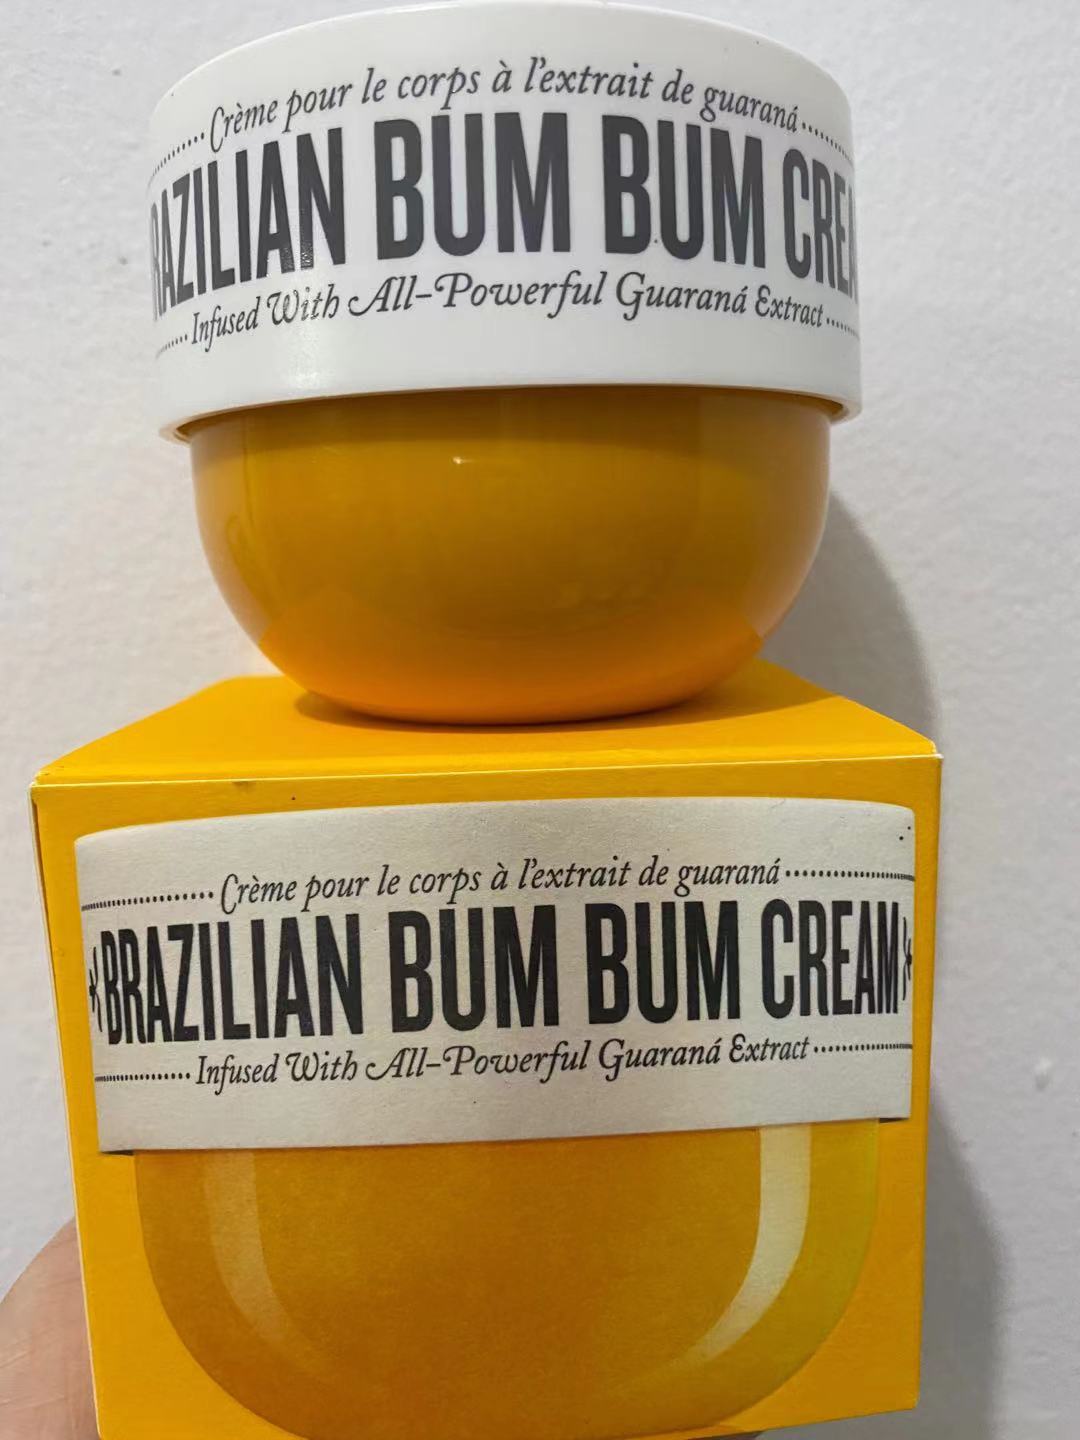 Crème pour le corps à l'extrait de guaraná
BRAZILIAN BUM BUM CREA
Infused With All-Powerful Guaraná Extract
Crème pour le corps à l'extrait de guaraná
BRAZILIAN BUM BUM CREAM
Infused With All-Powerful Guaraná Extract